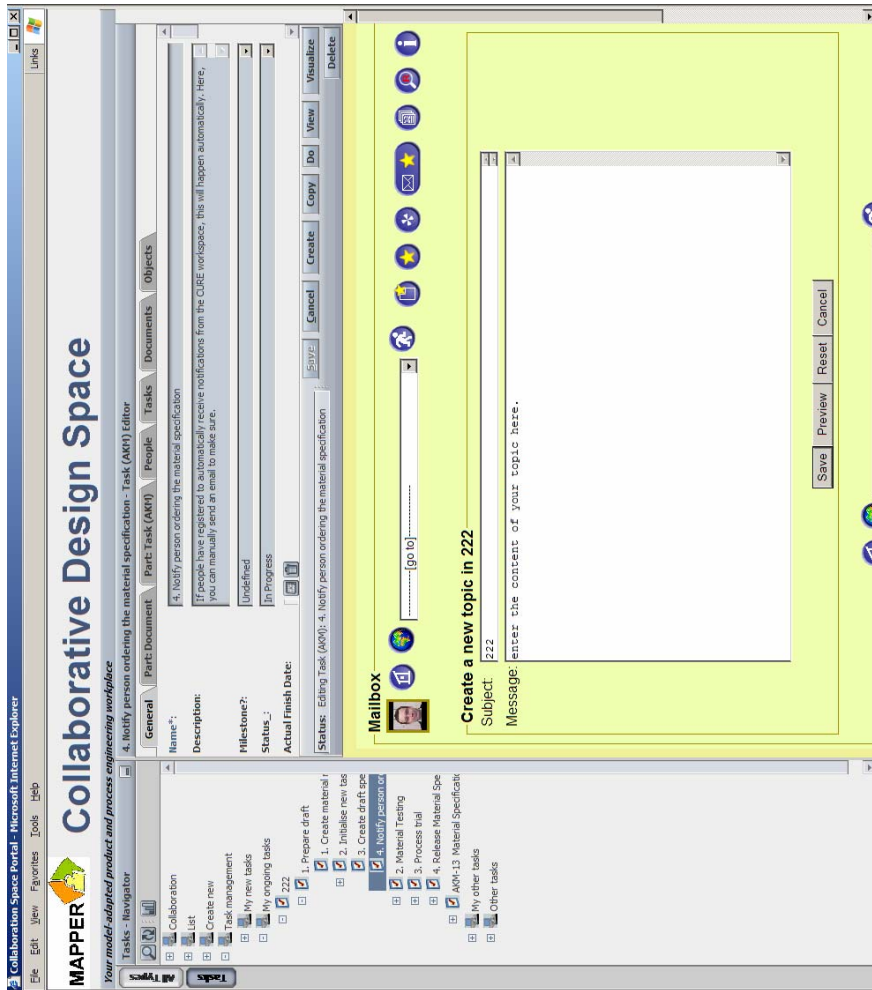 Collaboration Space Portal - Microsoft Internet Explorer
File Edit View Favorites Tools Help
Links
MAPPER
Collaborative Design Space
Your model-adapted product and process engineering workplace
All Types
Tasks
Tasks - Navigator
Collaboration
List
Create new
Task management
My new tasks
My ongoing tasks
222
1. Prepare draft
1. Create material r
2. Initialise new tas
3. Create draft spe
4. Notify person or
2. Material Testing
3. Process trial
4. Release Material Spe
AKM-13 Material Specificati
My other tasks
Other tasks
4. Notify person ordering the material specification - Task (AKM) Editor
General Part: Document Part: Task (AKM) People Tasks Documents Objects
Name*: 4. Notify person ordering the material specification
Description: If people have registered to automatically receive notifications from the CURE workspace, this will happen automatically. Here,
you can manually send an email to make sure.
Milestone?: Undefined
Status_: In Progress
Actual Finish Date:
Status: Editing Task (AKM): 4. Notify person ordering the material specification
Save Cancel Create Copy Do View Visualize
Delete
Mailbox
[go to]
Create a new topic in 222
Subject: 222
Message: enter the content of your topic here.
Save Preview Reset Cancel